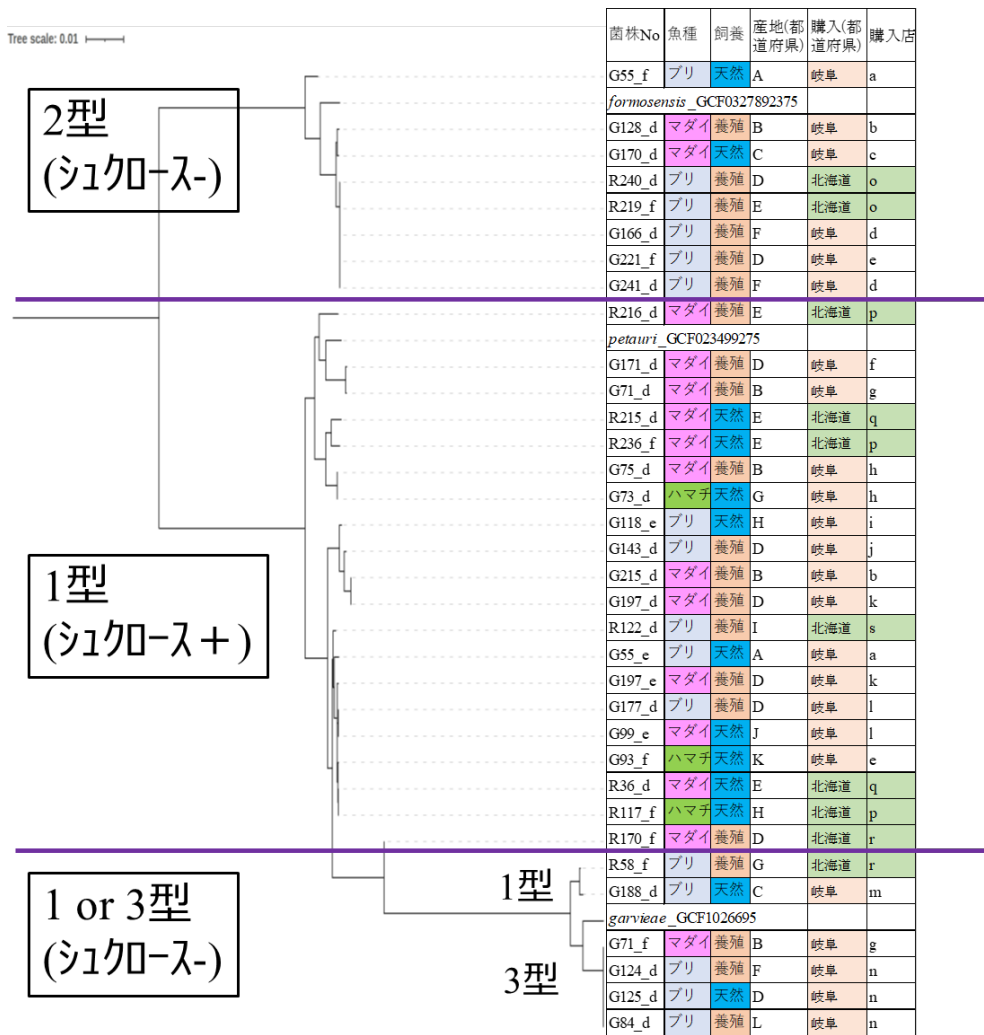 Tree scale: 0.01
菌株No 魚種 飼養 産地(都道府県) 購入(都道府県) 購入店
G55_f ブリ 天然 A 岐阜 a
formosensis_GCF0327892375
G128_d マダイ 養殖 B 岐阜 b
G170_d マダイ 天然 C 岐阜 c
R240_d ブリ 養殖 D 北海道 o
R219_f ブリ 養殖 E 北海道 o
G166_d ブリ 養殖 F 岐阜 d
G221_f ブリ 養殖 D 岐阜 e
G241_d ブリ 養殖 F 岐阜 d
2型
(シュクロース-)
R216_d マダイ 養殖 E 北海道 p
petauri_GCF023499275
G171_d マダイ 養殖 D 岐阜 f
G71_d マダイ 養殖 B 岐阜 g
R215_d マダイ 天然 E 北海道 q
R236_f マダイ 天然 E 北海道 p
G75_d マダイ 養殖 B 岐阜 h
G73_d ハマチ 天然 G 岐阜 h
G118_e ブリ 天然 H 岐阜 i
G143_d ブリ 養殖 D 岐阜 j
G215_d マダイ 養殖 B 岐阜 b
G197_d マダイ 養殖 D 岐阜 k
R122_d ブリ 養殖 I 北海道 s
G55_e ブリ 天然 A 岐阜 a
G197_e マダイ 養殖 D 岐阜 k
G177_d ブリ 養殖 D 岐阜 l
G99_e マダイ 天然 J 岐阜 l
G93_f ハマチ 天然 K 岐阜 e
R36_d マダイ 天然 E 北海道 q
R117_f ハマチ 天然 H 北海道 p
R170_f マダイ 養殖 D 北海道 r
1型
(シュクロース＋)
R58_f ブリ 養殖 G 北海道 r
G188_d ブリ 天然 C 岐阜 m
garvieae_GCF1026695
G71_f マダイ 養殖 B 岐阜 g
G124_d ブリ 養殖 F 岐阜 n
G125_d ブリ 天然 D 岐阜 n
G84_d ブリ 養殖 L 岐阜 n
1 or 3型
(シュクロース-)
1型
3型